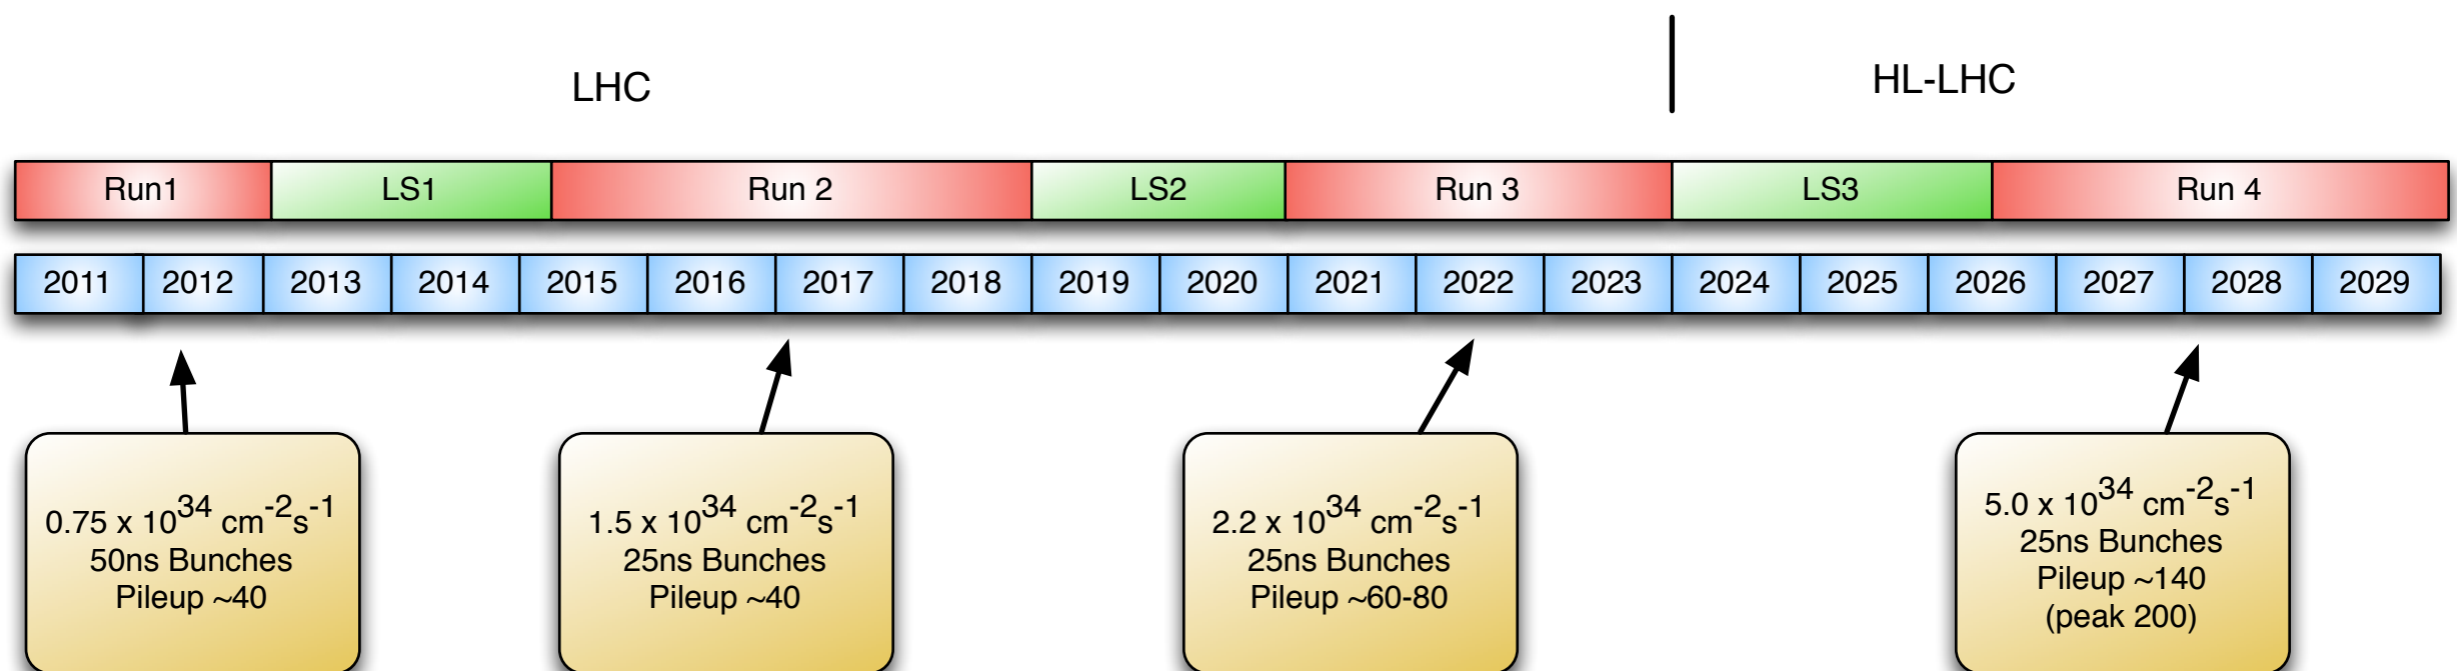 LHC
HL-LHC
Run1 LS1 Run 2 LS2 Run 3 LS3 Run 4
2011 2012 2013 2014 2015 2016 2017 2018 2019 2020 2021 2022 2023 2024 2025 2026 2027 2028 2029
0.75 x 10^34 cm^-2s^-1
50ns Bunches
Pileup ~40
1.5 x 10^34 cm^-2s^-1
25ns Bunches
Pileup ~40
2.2 x 10^34 cm^-2s^-1
25ns Bunches
Pileup ~60-80
5.0 x 10^34 cm^-2s^-1
25ns Bunches
Pileup ~140
(peak 200)